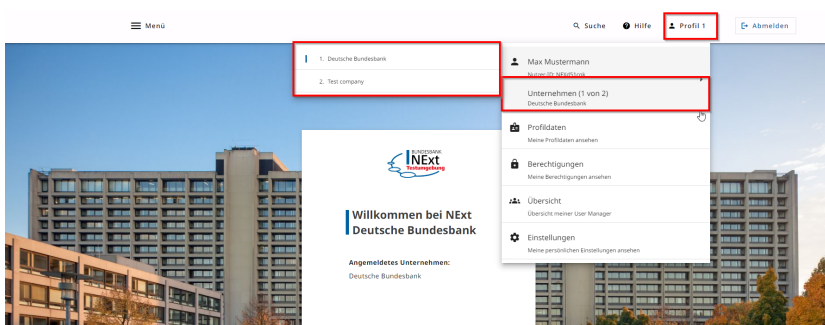 Menü
Suche
Hilfe
Profil 1
Abmelden
1. Deutsche Bundesbank
2. Test company
Max Mustermann
Unternehmen (1 von 2)
Deutsche Bundesbank
Profildaten
Meine Profildaten ansehen
Berechtigungen
Meine Berechtigungen ansehen
Übersicht
Übersicht meiner User Manager
Einstellungen
Meine persönlichen Einstellungen ansehen
BUNDESBANK
NExt
Testumgebung
Willkommen bei NExt
Deutsche Bundesbank
Angemeldetes Unternehmen:
Deutsche Bundesbank